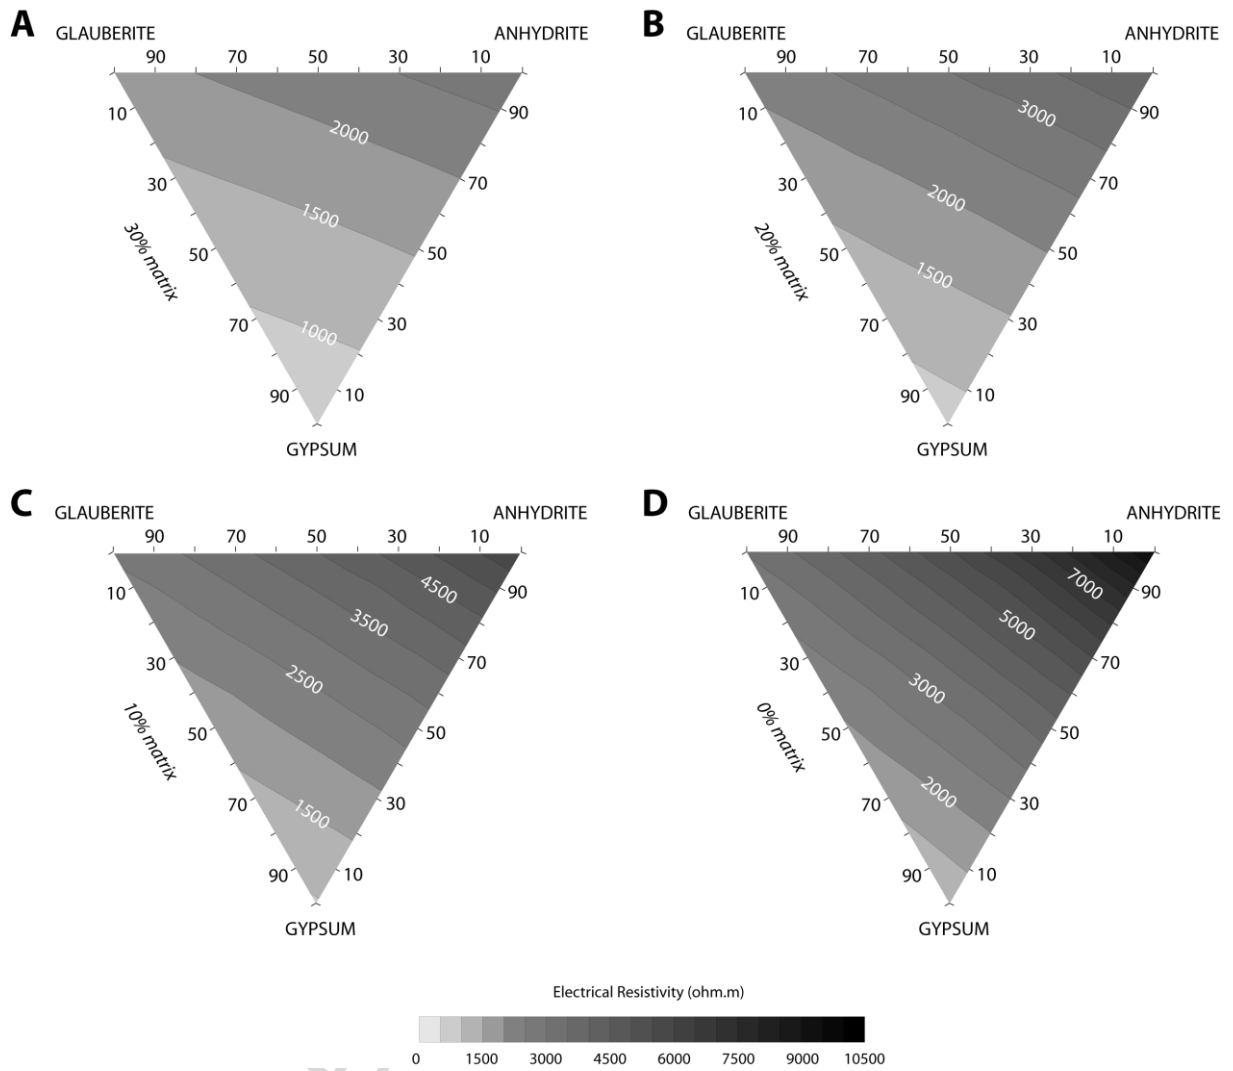 A
GLAUBERITE
ANHYDRITE
90 70 50 30 10
10 30 50 70 90
90 70 50 30 10
2000
1500
1000
30% matrix
GYPSUM
B
GLAUBERITE
ANHYDRITE
90 70 50 30 10
10 30 50 70 90
90 70 50 30 10
3000
2000
1500
20% matrix
GYPSUM
C
GLAUBERITE
ANHYDRITE
90 70 50 30 10
10 30 50 70 90
90 70 50 30 10
4500
3500
2500
1500
10% matrix
GYPSUM
D
GLAUBERITE
ANHYDRITE
90 70 50 30 10
10 30 50 70 90
90 70 50 30 10
7000
5000
3000
2000
0% matrix
GYPSUM
Electrical Resistivity (ohm.m)
0 1500 3000 4500 6000 7500 9000 10500